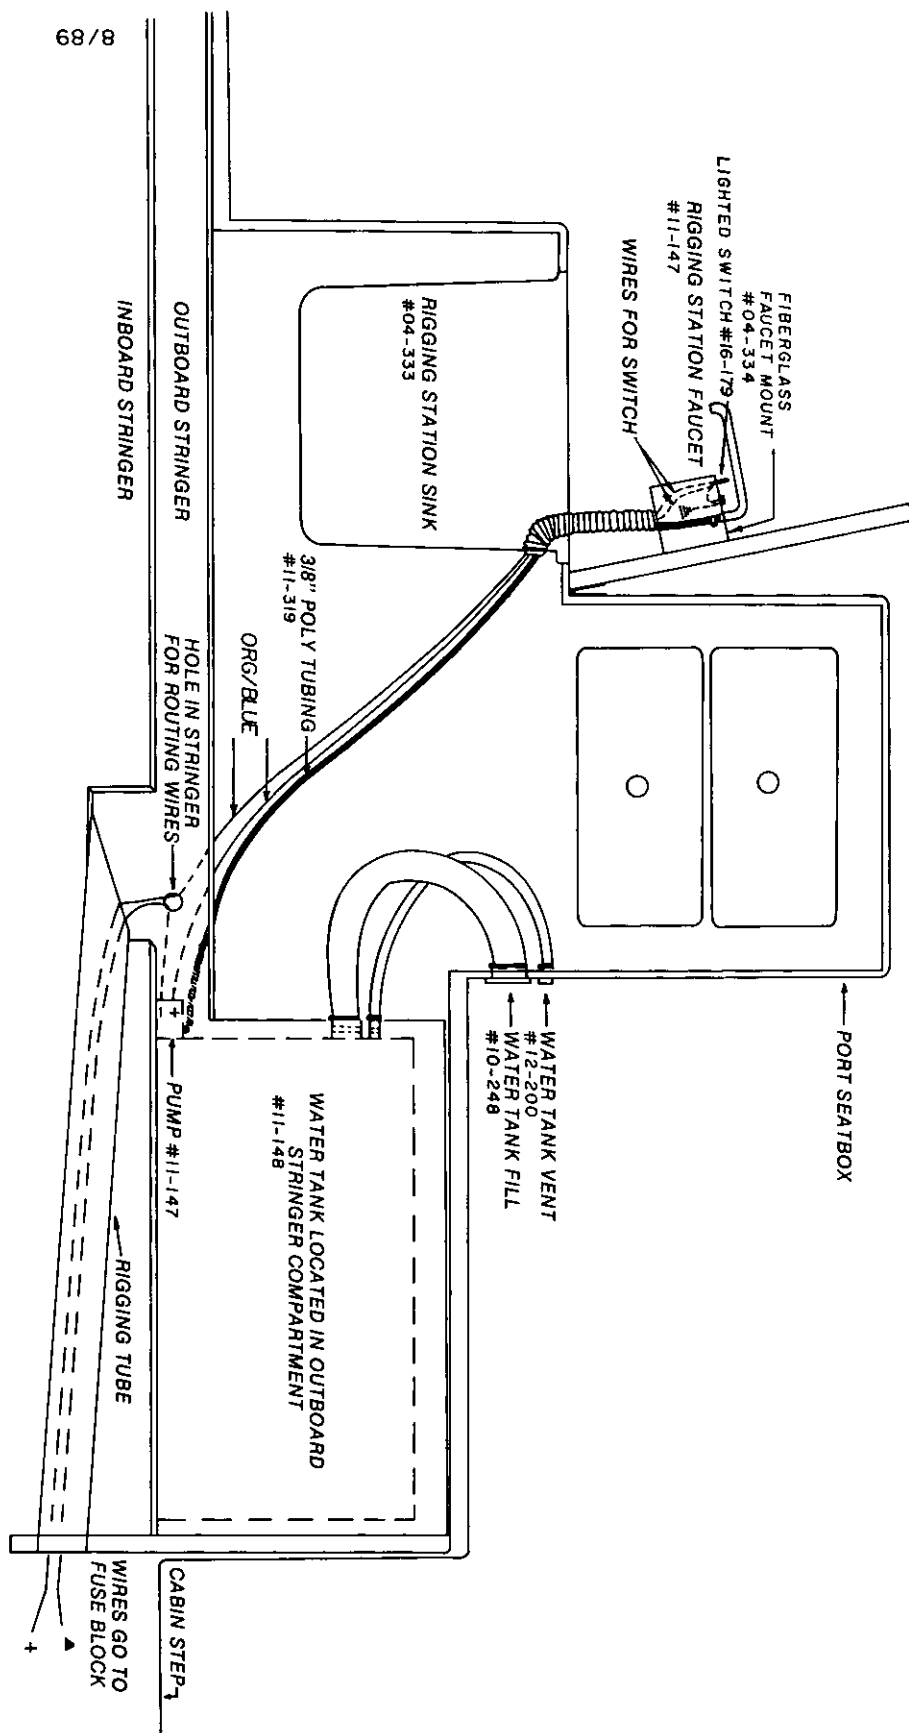 8/89
FIBERGLASS
FAUCET MOUNT
#04-334
LIGHTED SWITCH #16-179
RIGGING STATION FAUCET
#11-147
WIRES FOR SWITCH
RIGGING STATION SINK
#04-333
OUTBOARD STRINGER
INBOARD STRINGER
3/8" POLY TUBING
#11-319
ORG/BLUE
HOLE IN STRINGER
FOR ROUTING WIRES
PORT SEATBOX
WATER TANK VENT
#12-200
WATER TANK FILL
#10-248
+
-
PUMP #11-147
WATER TANK LOCATED IN OUTBOARD
STRINGER COMPARTMENT
#11-148
RIGGING TUBE
CABIN STEP
WIRES GO TO
FUSE BLOCK
+